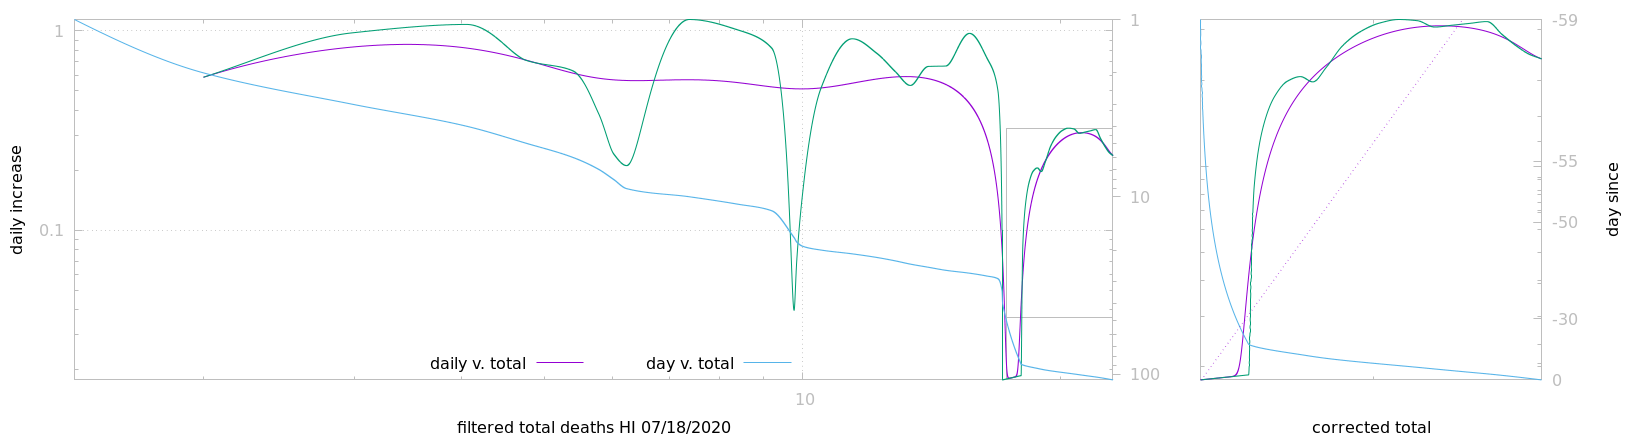 1
0.1
daily increase
daily v. total
day v. total
10
filtered total deaths HI 07/18/2020
1
10
100
-59
-55
-50
-30
0
day since
corrected total